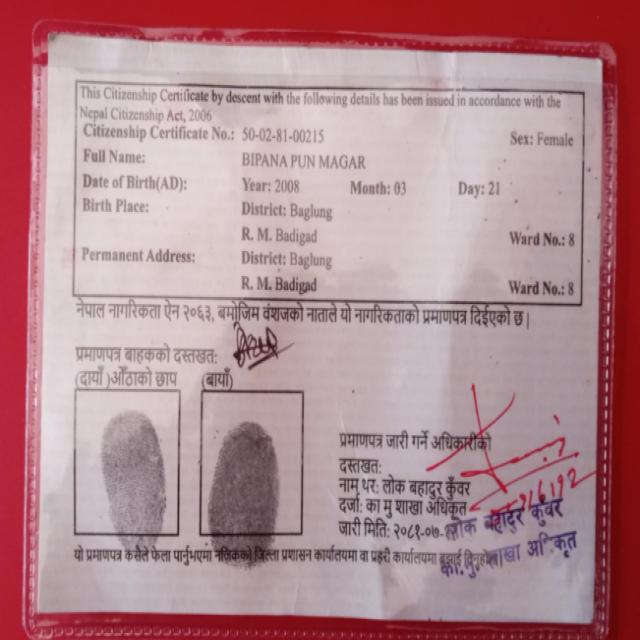 This Citizenship Certificate by descent with the following details has been issued in accordance with the
Nepal Citizenship Act, 2006
Citizenship Certificate No.: 50-02-81-00215 Sex: Female
Full Name: BIPANA PUN MAGAR
Date of Birth(AD): Year: 2008 Month: 03 Day: 21
Birth Place: District: Baglung
R. M. Badigad Ward No.: 8
Permanent Address: District: Baglung
R. M. Badigad Ward No.: 8
नेपाल नागरिकता ऐन २०६३, बमोजिम वंशजको नाताले यो नागरिकताको प्रमाणपत्र दिईएको छ |
प्रमाणपत्र बाहकको दस्तखत:
(दायाँ )औंठाको छाप (बायाँ)
प्रमाणपत्र जारी गर्ने अधिकारीको
दस्तखत:
नाम थर: लोक बहादुर कुँवर
दर्जा: का मु शाखा अधिकृत
जारी मिति: २०८१-०७-
लोक बहादुर कुँवर
का.मु. शाखा अधिकृत
यो प्रमाणपत्र कसैले फेला पार्नुभएमा नजिकको जिल्ला प्रशासन कार्यालयमा वा प्रहरी कार्यालयमा बुझाई दिनुहोला